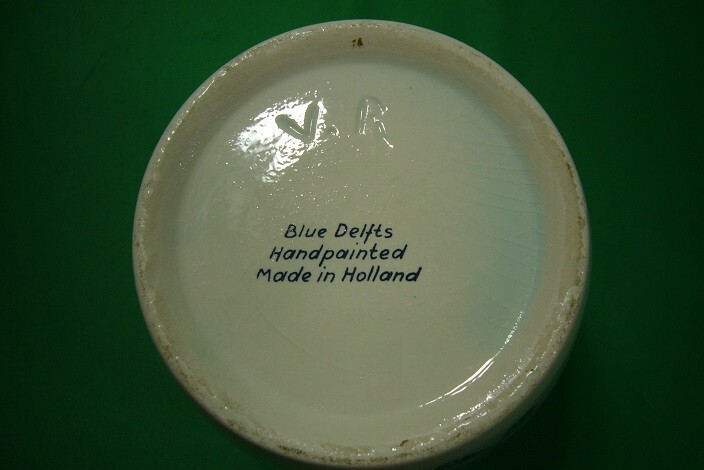 V. R
Blue Delfts
Handpainted
Made in Holland